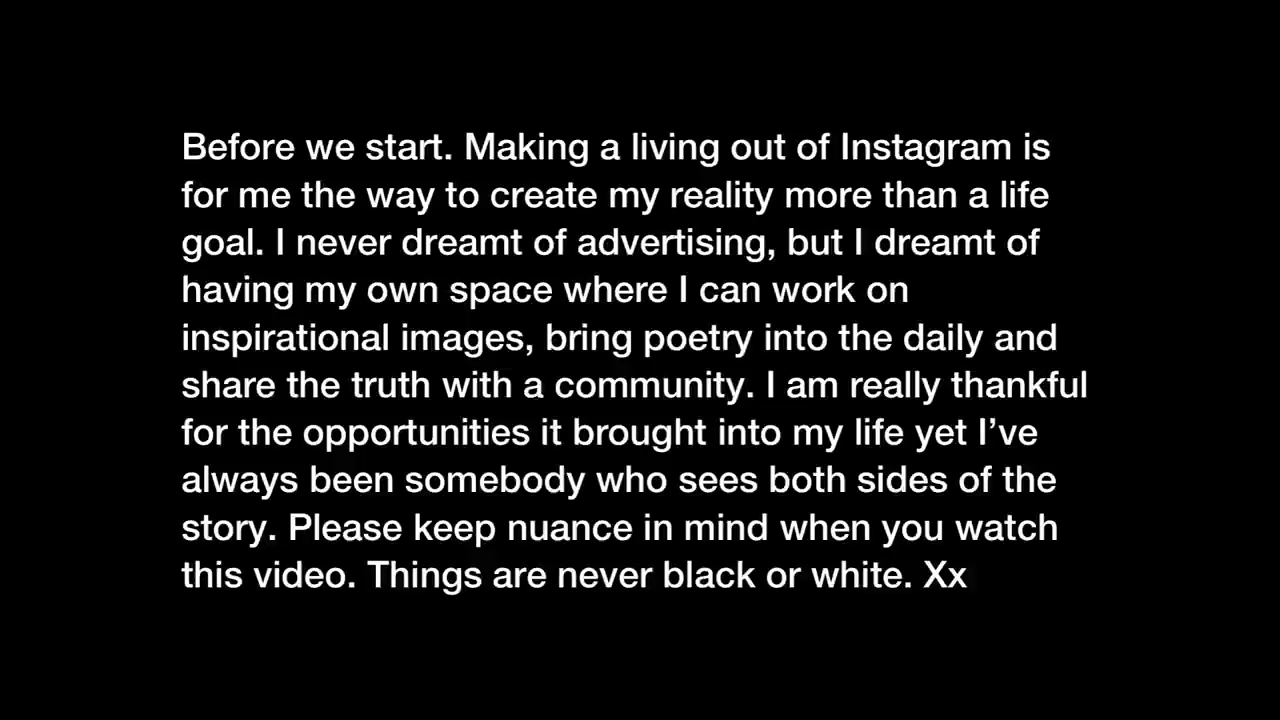 Before we start. Making a living out of Instagram is
for me the way to create my reality more than a life
goal. I never dreamt of advertising, but I dreamt of
having my own space where I can work on
inspirational images, bring poetry into the daily and
share the truth with a community. I am really thankful
for the opportunities it brought into my life yet I’ve
always been somebody who sees both sides of the
story. Please keep nuance in mind when you watch
this video. Things are never black or white. Xx